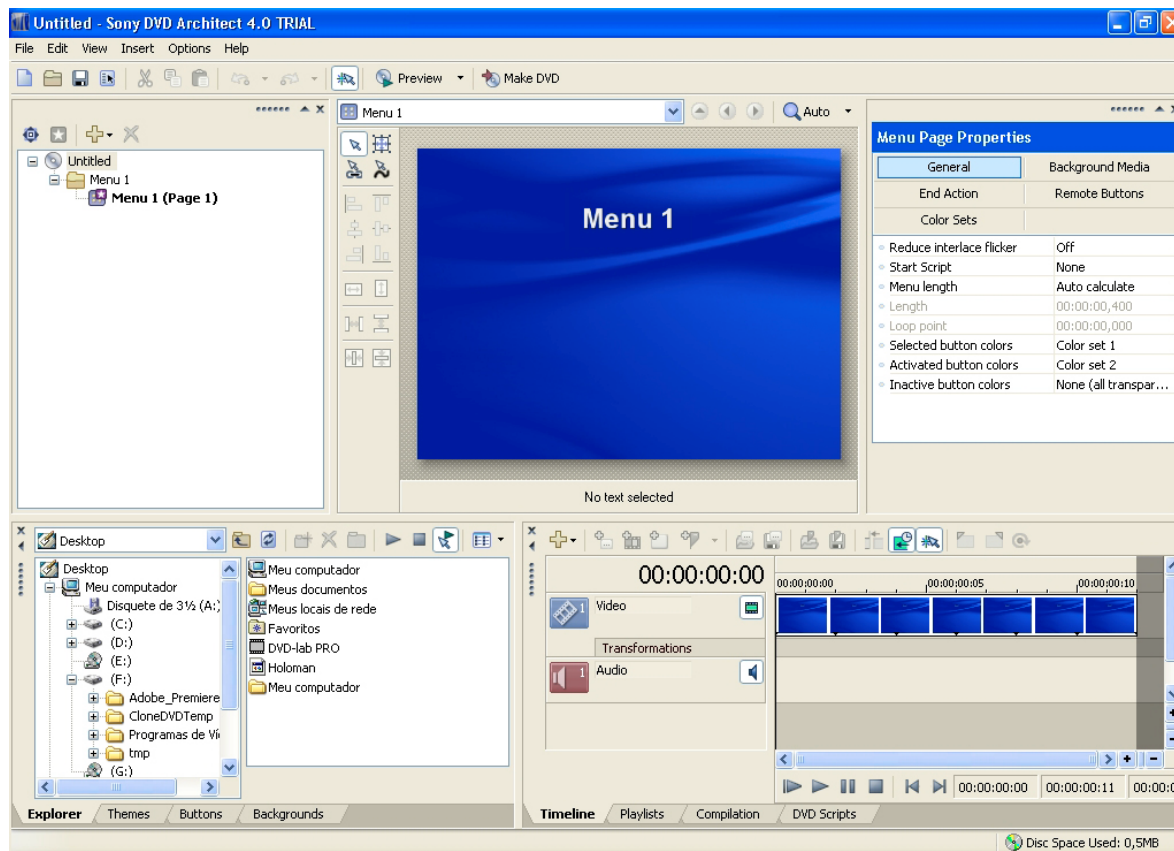 Untitled - Sony DVD Architect 4.0 TRIAL
File Edit View Insert Options Help
Preview Make DVD
Menu 1
Auto
Untitled
Menu 1
Menu 1 (Page 1)
Menu 1
No text selected
Menu Page Properties
General Background Media
End Action Remote Buttons
Color Sets
Reduce interlace flicker Off
Start Script None
Menu length Auto calculate
Length 00:00:00,400
Loop point 00:00:00,000
Selected button colors Color set 1
Activated button colors Color set 2
Inactive button colors None (all transpar...
Desktop
Desktop
Meu computador
Disquete de 3½ (A:)
(C:)
(D:)
(E:)
(F:)
Adobe_Premiere
CloneDVDTemp
Programas de Ví
tmp
(G:)
Meu computador
Meus documentos
Meus locais de rede
Favoritos
DVD-lab PRO
Holoman
Meu computador
Explorer Themes Buttons Backgrounds
00:00:00:00
00:00:00:00 00:00:00:05 00:00:00:10
1 Video
Transformations
1 Audio
00:00:00:00 00:00:00:11 00:00:0
Timeline Playlists Compilation DVD Scripts
Disc Space Used: 0,5MB